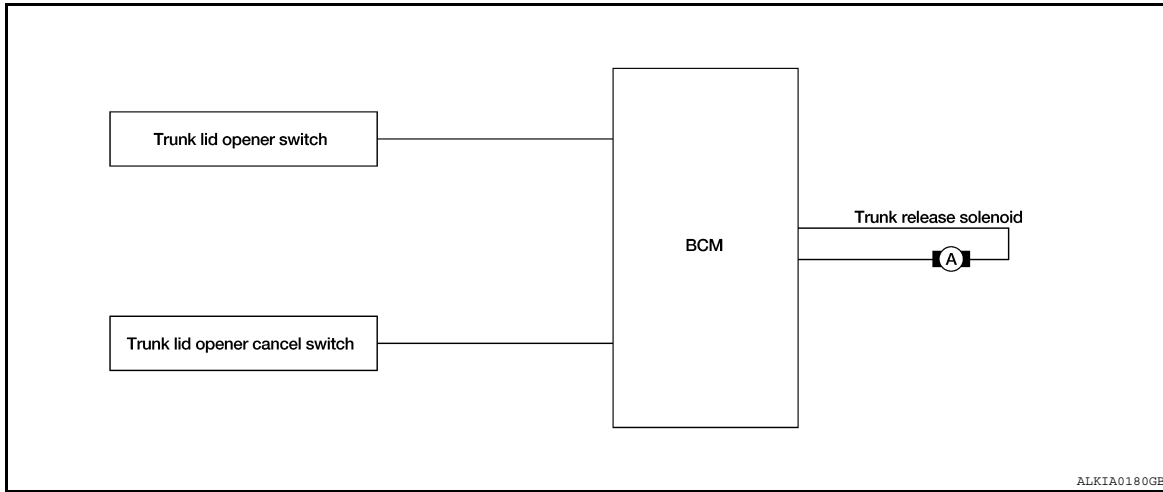 Trunk lid opener switch
Trunk release solenoid
BCM
A
Trunk lid opener cancel switch
ALKIA0180GB